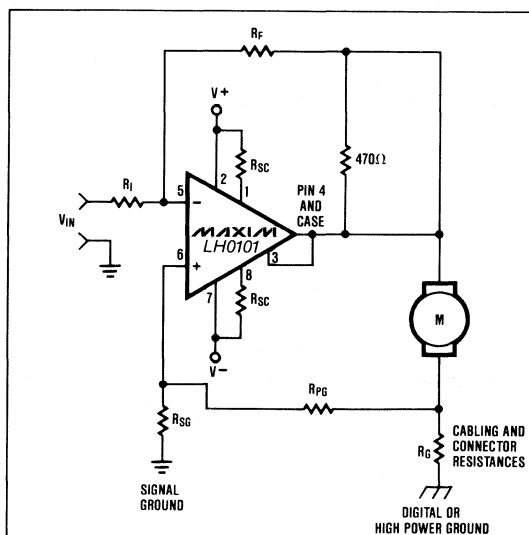 RF
V+
RSC
470Ω
2
1
PIN 4
AND
CASE
RI
5
-
VIN
MAXIM
LH0101
3
6
+
8
7
RSC
M
V-
RPG
RSG
RG
CABLING AND
CONNECTOR
RESISTANCES
SIGNAL
GROUND
DIGITAL OR
HIGH POWER GROUND